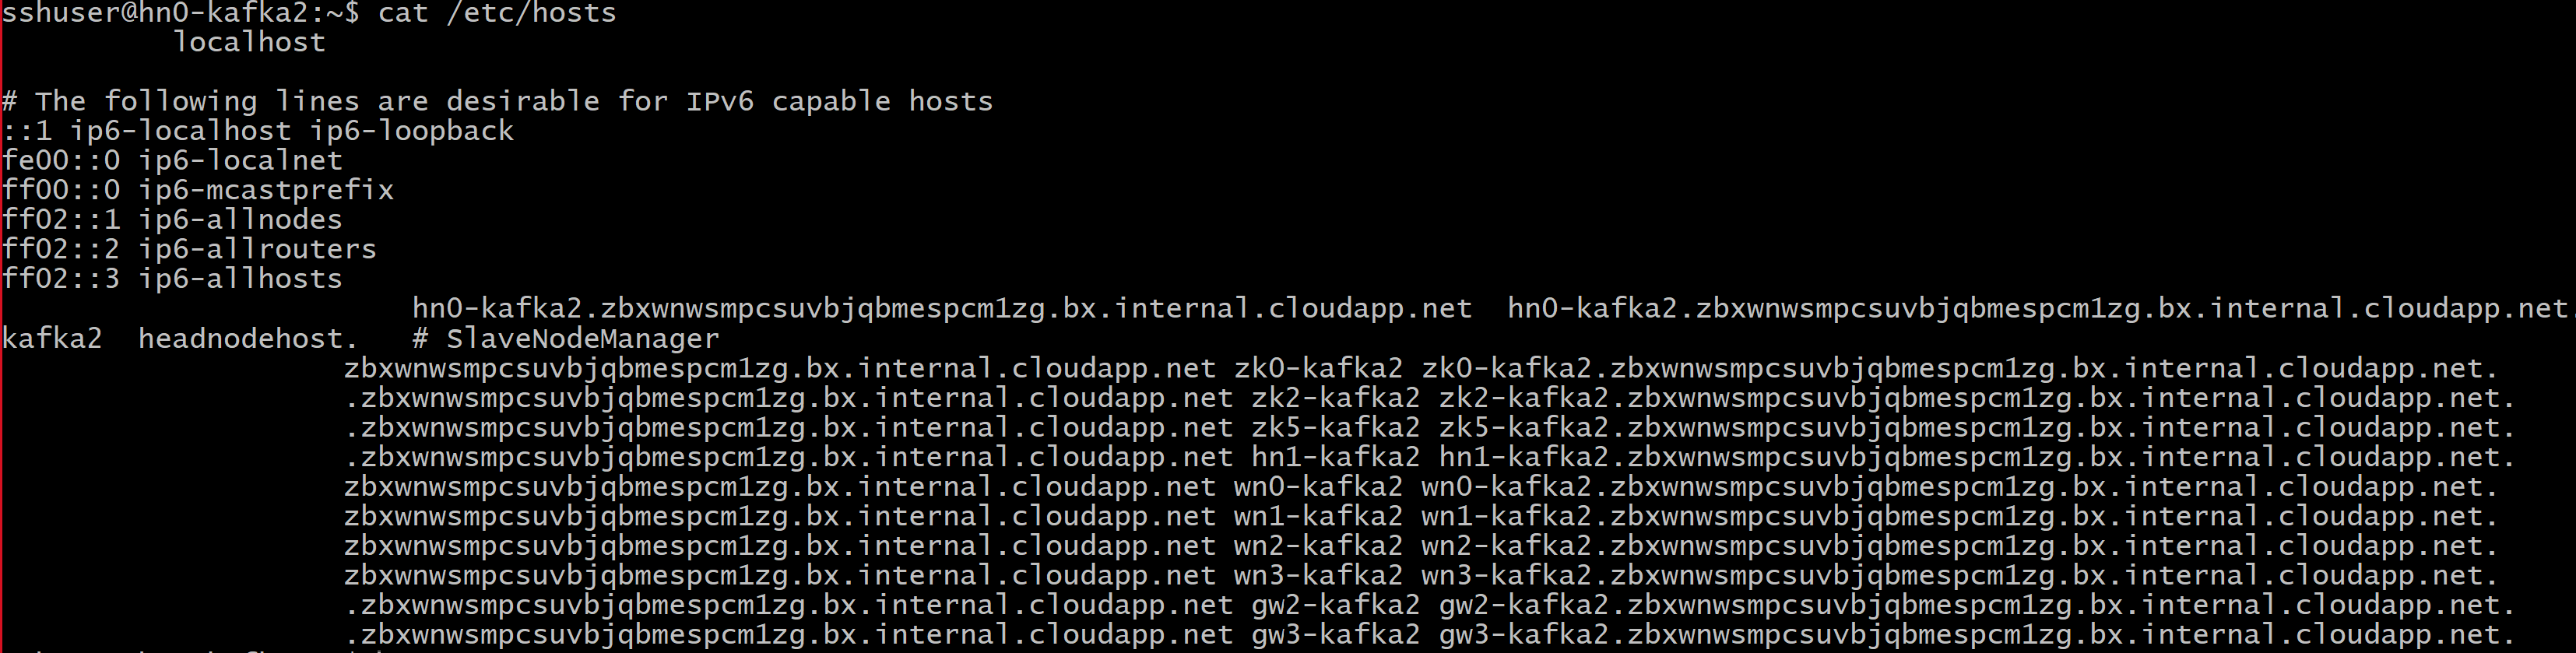 sshuser@hn0-kafka2:~$ cat /etc/hosts
localhost
# The following lines are desirable for IPv6 capable hosts
::1 ip6-localhost ip6-loopback
fe00::0 ip6-localnet
ff00::0 ip6-mcastprefix
ff02::1 ip6-allnodes
ff02::2 ip6-allrouters
ff02::3 ip6-allhosts
hn0-kafka2.zbxwnwsmpcsuvbjqbmespcm1zg.bx.internal.cloudapp.net hn0-kafka2.zbxwnwsmpcsuvbjqbmespcm1zg.bx.internal.cloudapp.net.
kafka2 headnodehost. # SlaveNodeManager
zbxwnwsmpcsuvbjqbmespcm1zg.bx.internal.cloudapp.net zk0-kafka2 zk0-kafka2.zbxwnwsmpcsuvbjqbmespcm1zg.bx.internal.cloudapp.net.
.zbxwnwsmpcsuvbjqbmespcm1zg.bx.internal.cloudapp.net zk2-kafka2 zk2-kafka2.zbxwnwsmpcsuvbjqbmespcm1zg.bx.internal.cloudapp.net.
.zbxwnwsmpcsuvbjqbmespcm1zg.bx.internal.cloudapp.net zk5-kafka2 zk5-kafka2.zbxwnwsmpcsuvbjqbmespcm1zg.bx.internal.cloudapp.net.
.zbxwnwsmpcsuvbjqbmespcm1zg.bx.internal.cloudapp.net hn1-kafka2 hn1-kafka2.zbxwnwsmpcsuvbjqbmespcm1zg.bx.internal.cloudapp.net.
zbxwnwsmpcsuvbjqbmespcm1zg.bx.internal.cloudapp.net wn0-kafka2 wn0-kafka2.zbxwnwsmpcsuvbjqbmespcm1zg.bx.internal.cloudapp.net.
zbxwnwsmpcsuvbjqbmespcm1zg.bx.internal.cloudapp.net wn1-kafka2 wn1-kafka2.zbxwnwsmpcsuvbjqbmespcm1zg.bx.internal.cloudapp.net.
zbxwnwsmpcsuvbjqbmespcm1zg.bx.internal.cloudapp.net wn2-kafka2 wn2-kafka2.zbxwnwsmpcsuvbjqbmespcm1zg.bx.internal.cloudapp.net.
zbxwnwsmpcsuvbjqbmespcm1zg.bx.internal.cloudapp.net wn3-kafka2 wn3-kafka2.zbxwnwsmpcsuvbjqbmespcm1zg.bx.internal.cloudapp.net.
.zbxwnwsmpcsuvbjqbmespcm1zg.bx.internal.cloudapp.net gw2-kafka2 gw2-kafka2.zbxwnwsmpcsuvbjqbmespcm1zg.bx.internal.cloudapp.net.
.zbxwnwsmpcsuvbjqbmespcm1zg.bx.internal.cloudapp.net gw3-kafka2 gw3-kafka2.zbxwnwsmpcsuvbjqbmespcm1zg.bx.internal.cloudapp.net.